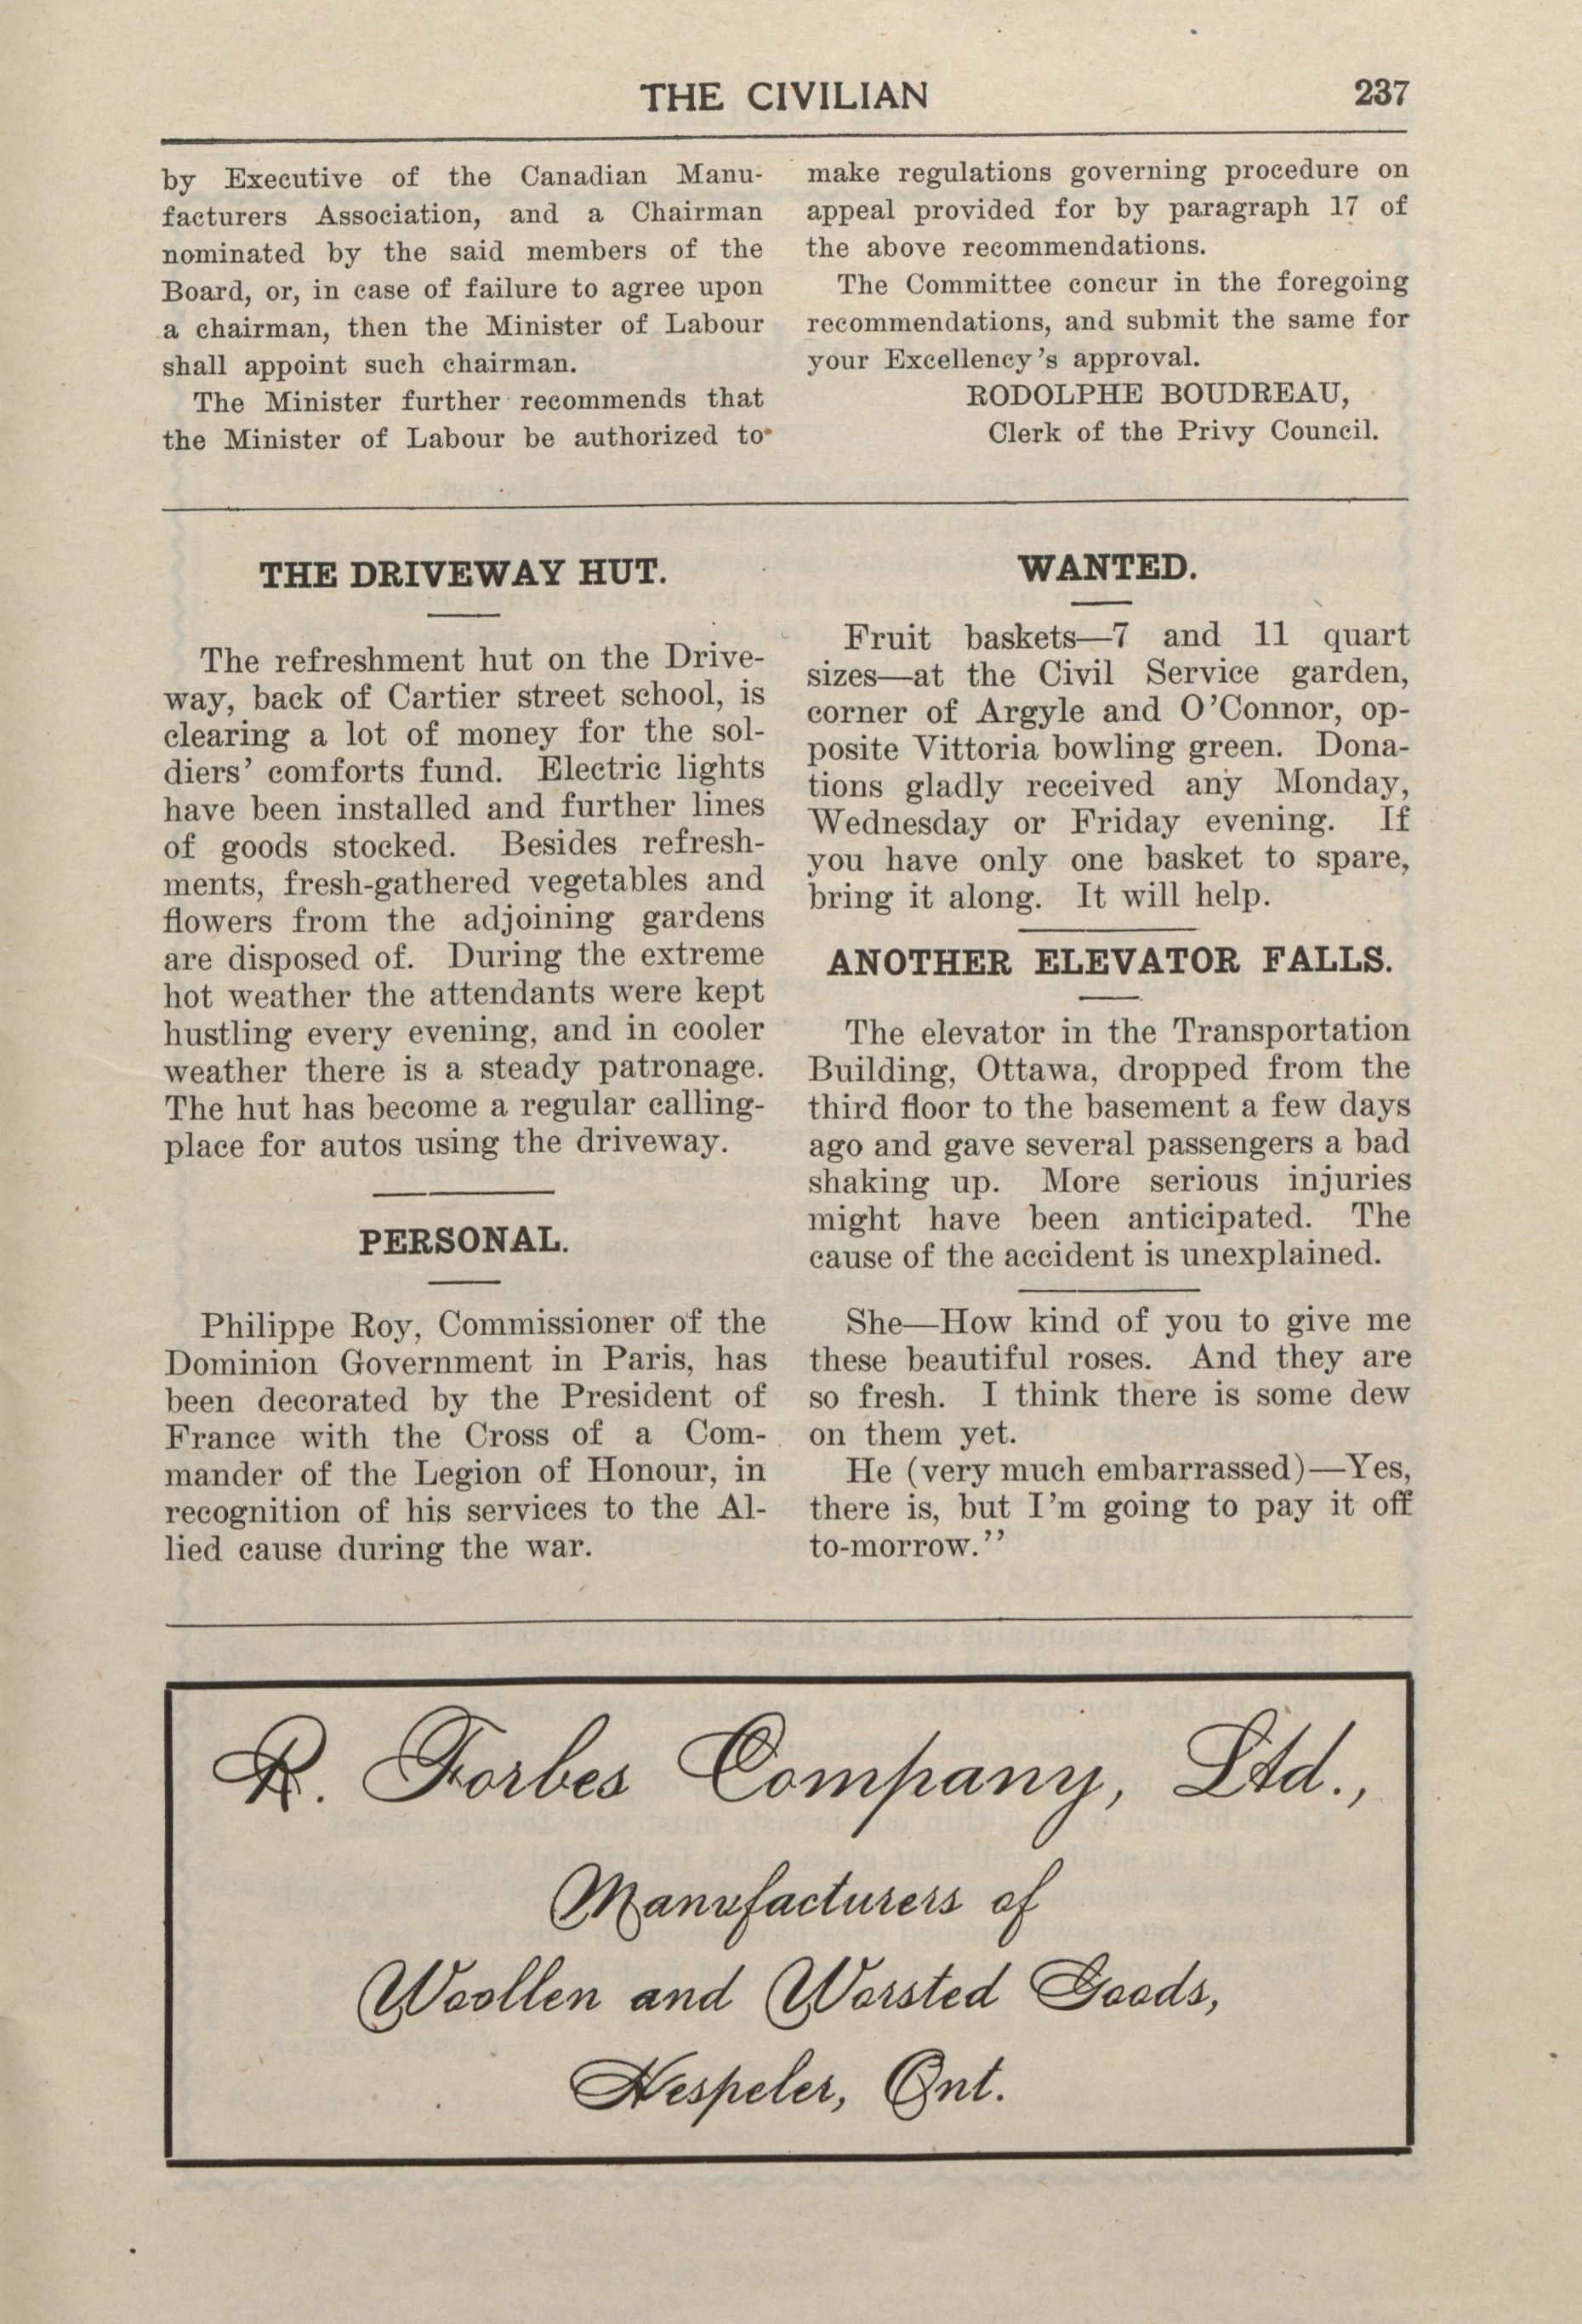 THE CIVILIAN
237
by Executive of the Canadian Manu-
facturers Association, and a Chairman
nominated by the said members of the
Board, or, in case of failure to agree upon
a chairman, then the Minister of Labour
shall appoint such chairman.
The Minister further recommends that
the Minister of Labour be authorized to
make regulations governing procedure on
appeal provided for by paragraph 17 of
the above recommendations.
The Committee concur in the foregoing
recommendations, and submit the same for
your Excellency's approval.
RODOLPHE BOUDREAU,
Clerk of the Privy Council.
THE DRIVEWAY HUT.
The refreshment hut on the Drive-
way, back of Cartier street school, is
clearing a lot of money for the sol-
diers' comforts fund. Electric lights
have been installed and further lines
of goods stocked. Besides refresh-
ments, fresh-gathered vegetables and
flowers from the adjoining gardens
are disposed of. During the extreme
hot weather the attendants were kept
hustling every evening, and in cooler
weather there is a steady patronage.
The hut has become a regular calling-
place for autos using the driveway.
PERSONAL.
Philippe Roy, Commissioner of the
Dominion Government in Paris, has
been decorated by the President of
France with the Cross of a Com-
mander of the Legion of Honour, in
recognition of his services to the Al-
lied cause during the war.
WANTED.
Fruit baskets—7 and 11 quart
sizes—at the Civil Service garden,
corner of Argyle and O'Connor, op-
posite Vittoria bowling green. Dona-
tions gladly received any Monday,
Wednesday or Friday evening. If
you have only one basket to spare,
bring it along. It will help.
ANOTHER ELEVATOR FALLS.
The elevator in the Transportation
Building, Ottawa, dropped from the
third floor to the basement a few days
ago and gave several passengers a bad
shaking up. More serious injuries
might have been anticipated. The
cause of the accident is unexplained.
She—How kind of you to give me
these beautiful roses. And they are
so fresh. I think there is some dew
on them yet.
He (very much embarrassed)—Yes,
there is, but I'm going to pay it off
to-morrow.''
R. Forbes Company, Ltd.,
Manufacturers of
Woollen and Worsted Goods,
Hespeler, Ont.